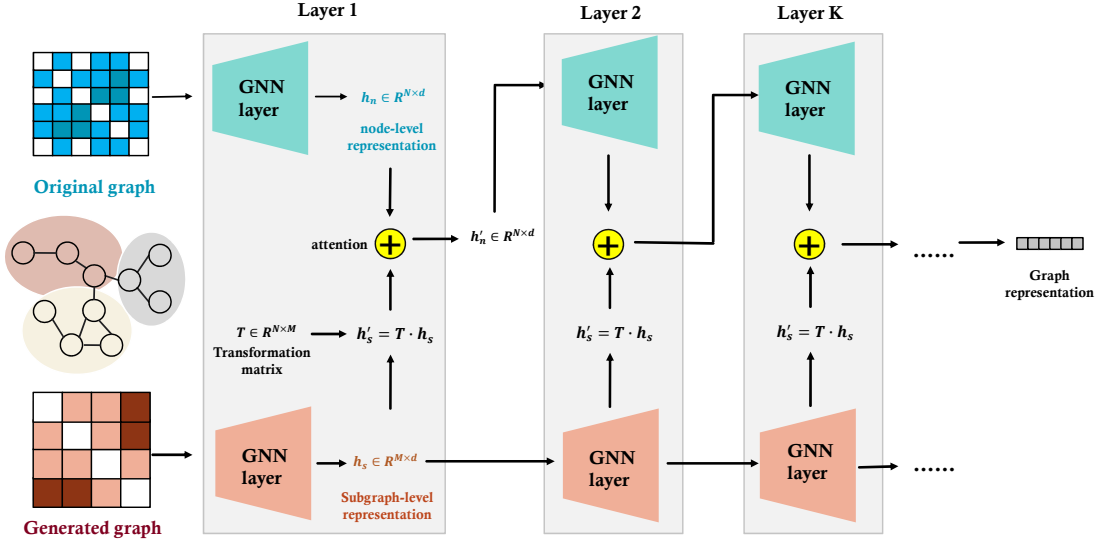 Layer 1
Layer 2
Layer K
GNN
layer
h_n ∈ R^{N×d}
node-level
representation
GNN
layer
GNN
layer
Original graph
attention
+
h'_n ∈ R^{N×d}
+
+
......
Graph
representation
T ∈ R^{N×M}
Transformation
matrix
h'_s = T · h_s
h'_s = T · h_s
h'_s = T · h_s
GNN
layer
h_s ∈ R^{M×d}
Subgraph-level
representation
GNN
layer
GNN
layer
......
Generated graph